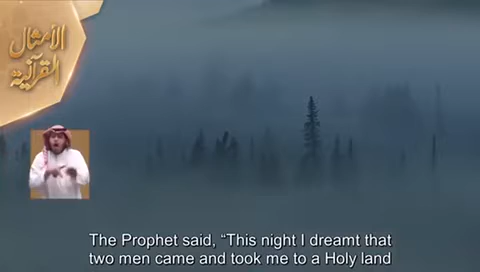 الأمثال
القرآنية
The Prophet said, “This night I dreamt that
two men came and took me to a Holy land